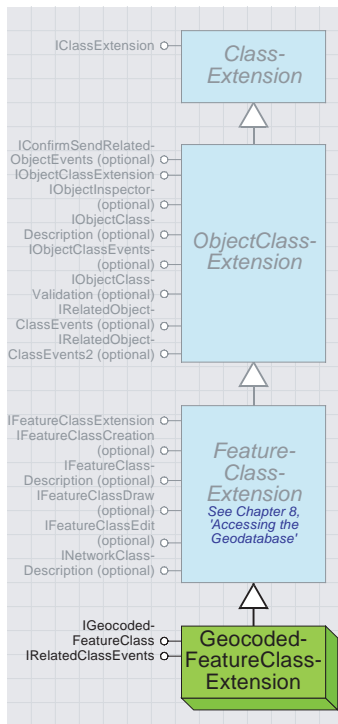 IClassExtension
Class-
Extension
IConfirmSendRelated-
ObjectEvents (optional)
IObjectClassExtension
IObjectInspector-
(optional)
IObjectClass-
Description (optional)
IObjectClassEvents-
(optional)
IObjectClass-
Validation (optional)
IRelatedObject-
ClassEvents (optional)
IRelatedObject-
ClassEvents2 (optional)
ObjectClass-
Extension
IFeatureClassExtension
IFeatureClassCreation
(optional)
IFeatureClass-
Description (optional)
IFeatureClassDraw
(optional)
IFeatureClassEdit
(optional)
INetworkClass-
Description (optional)
Feature-
Class-
Extension
See Chapter 8,
'Accessing the
Geodatabase'
IGeocoded-
FeatureClass
IRelatedClassEvents
Geocoded-
FeatureClass-
Extension